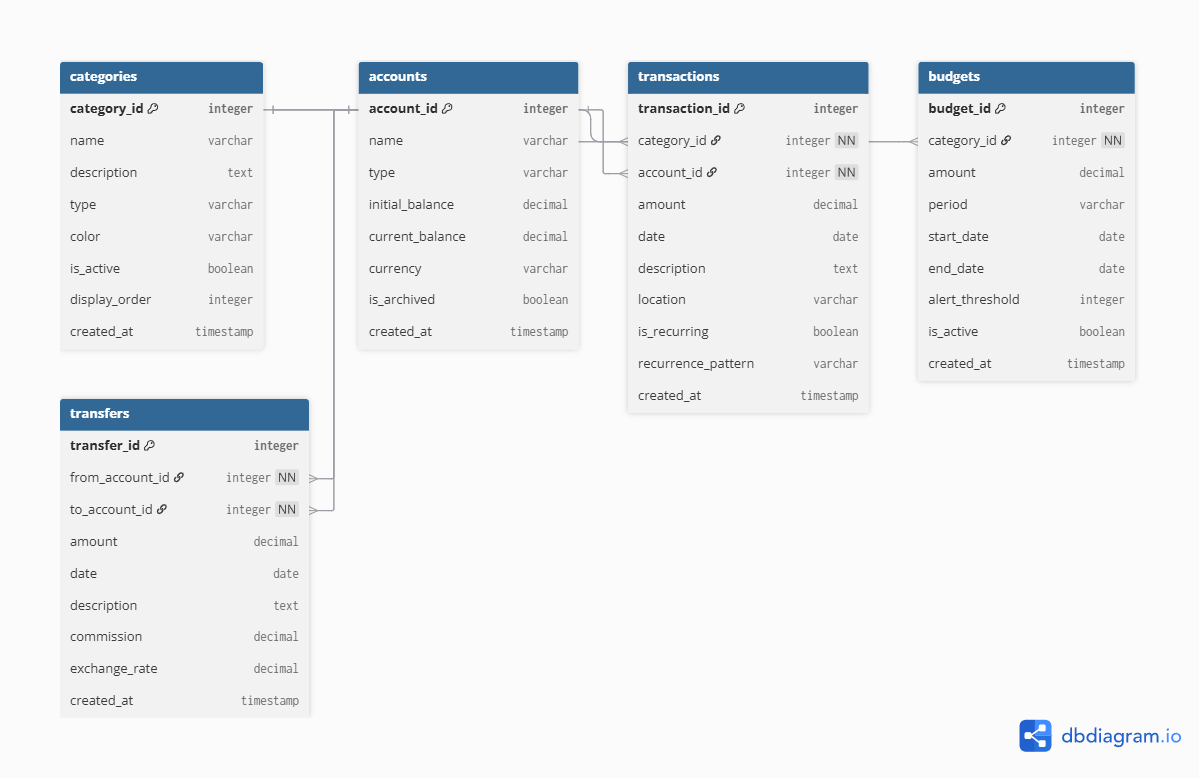 categories
category_id integer
name varchar
description text
type varchar
color varchar
is_active boolean
display_order integer
created_at timestamp
accounts
account_id integer
name varchar
type varchar
initial_balance decimal
current_balance decimal
currency varchar
is_archived boolean
created_at timestamp
transactions
transaction_id integer
category_id integer NN
account_id integer NN
amount decimal
date date
description text
location varchar
is_recurring boolean
recurrence_pattern varchar
created_at timestamp
budgets
budget_id integer
category_id integer NN
amount decimal
period varchar
start_date date
end_date date
alert_threshold integer
is_active boolean
created_at timestamp
transfers
transfer_id integer
from_account_id integer NN
to_account_id integer NN
amount decimal
date date
description text
commission decimal
exchange_rate decimal
created_at timestamp
dbdiagram.io